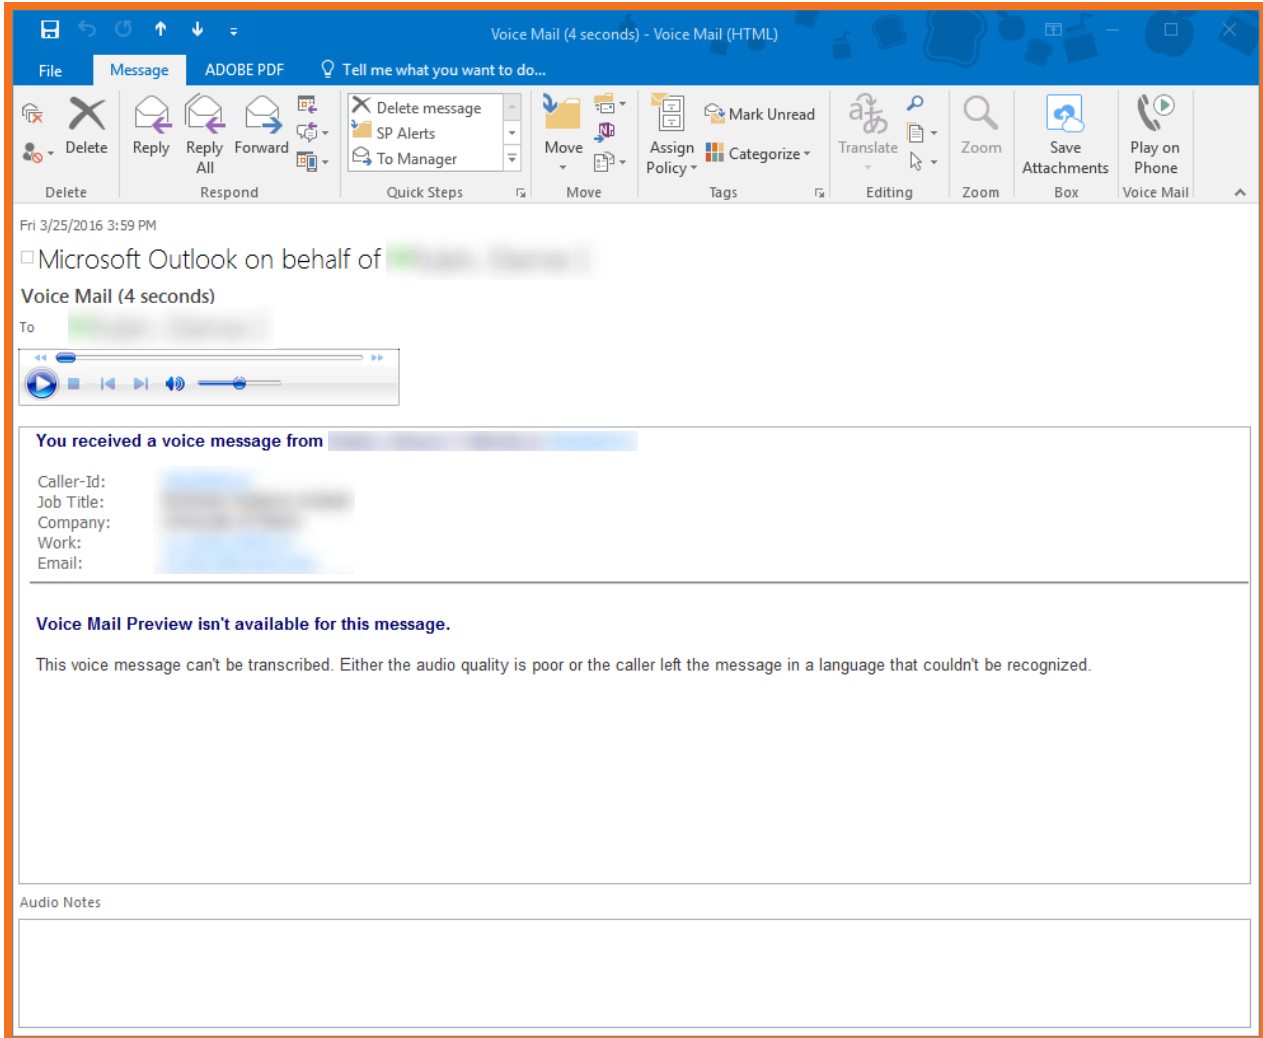 Voice Mail (4 seconds) - Voice Mail (HTML)
File Message ADOBE PDF Tell me what you want to do...
Delete
Reply
Reply All
Forward
Delete message
SP Alerts
To Manager
Move
Assign Policy
Mark Unread
Categorize
Translate
Zoom
Save Attachments
Play on Phone
Delete Respond Quick Steps Move Tags Editing Zoom Box Voice Mail
Fri 3/25/2016 3:59 PM
Microsoft Outlook on behalf of
Voice Mail (4 seconds)
To
You received a voice message from
Caller-Id:
Job Title:
Company:
Work:
Email:
Voice Mail Preview isn't available for this message.
This voice message can't be transcribed. Either the audio quality is poor or the caller left the message in a language that couldn't be recognized.
Audio Notes